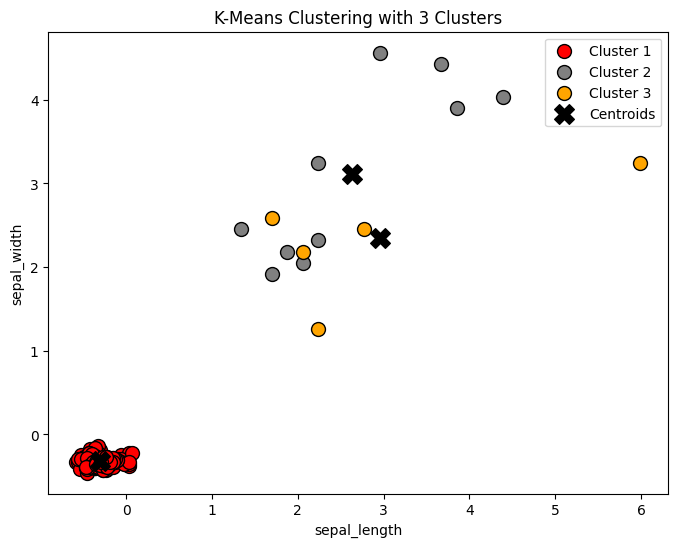 K-Means Clustering with 3 Clusters
Cluster 1
Cluster 2
Cluster 3
Centroids
sepal_width
4
3
2
1
0
0 1 2 3 4 5 6
sepal_length